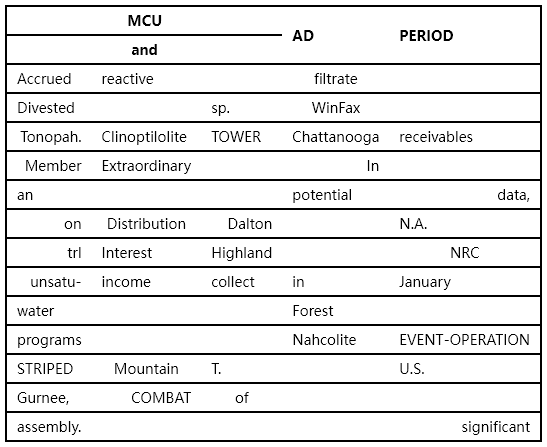 MCU AD PERIOD
and
Accrued reactive filtrate
Divested sp. WinFax
Tonopah. Clinoptilolite TOWER Chattanooga receivables
Member Extraordinary In
an potential data,
on Distribution Dalton N.A.
trl Interest Highland NRC
unsatu- income collect in January
water Forest
programs Nahcolite EVENT-OPERATION
STRIPED Mountain T. U.S.
Gurnee, COMBAT of
assembly. significant